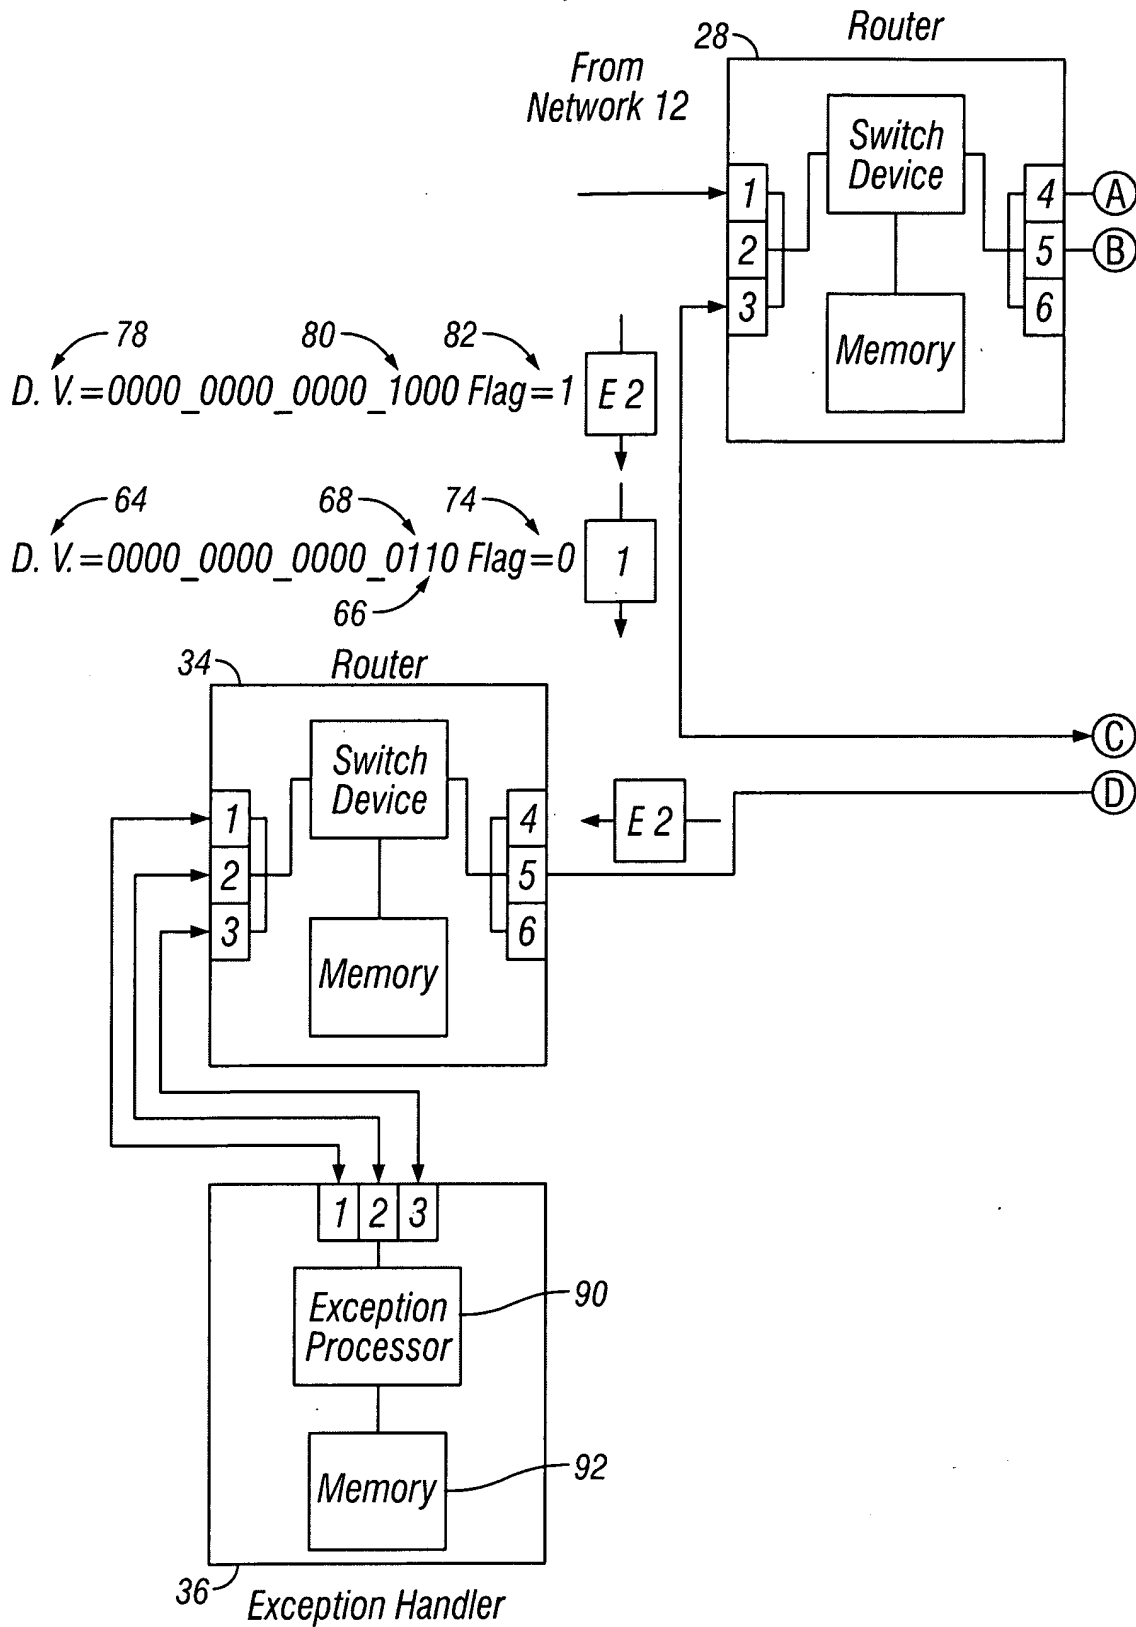 Router
28
From
Network 12
Switch
Device
1
2
3
4
5
6
A
B
Memory
78
80
82
D. V.=0000_0000_0000_1000 Flag=1
E 2
64
68
74
D. V.=0000_0000_0000_0110 Flag=0
1
66
34
Router
Switch
Device
C
D
E 2
1
2
3
4
5
6
Memory
1 2 3
Exception
Processor
90
Memory
92
36
Exception Handler